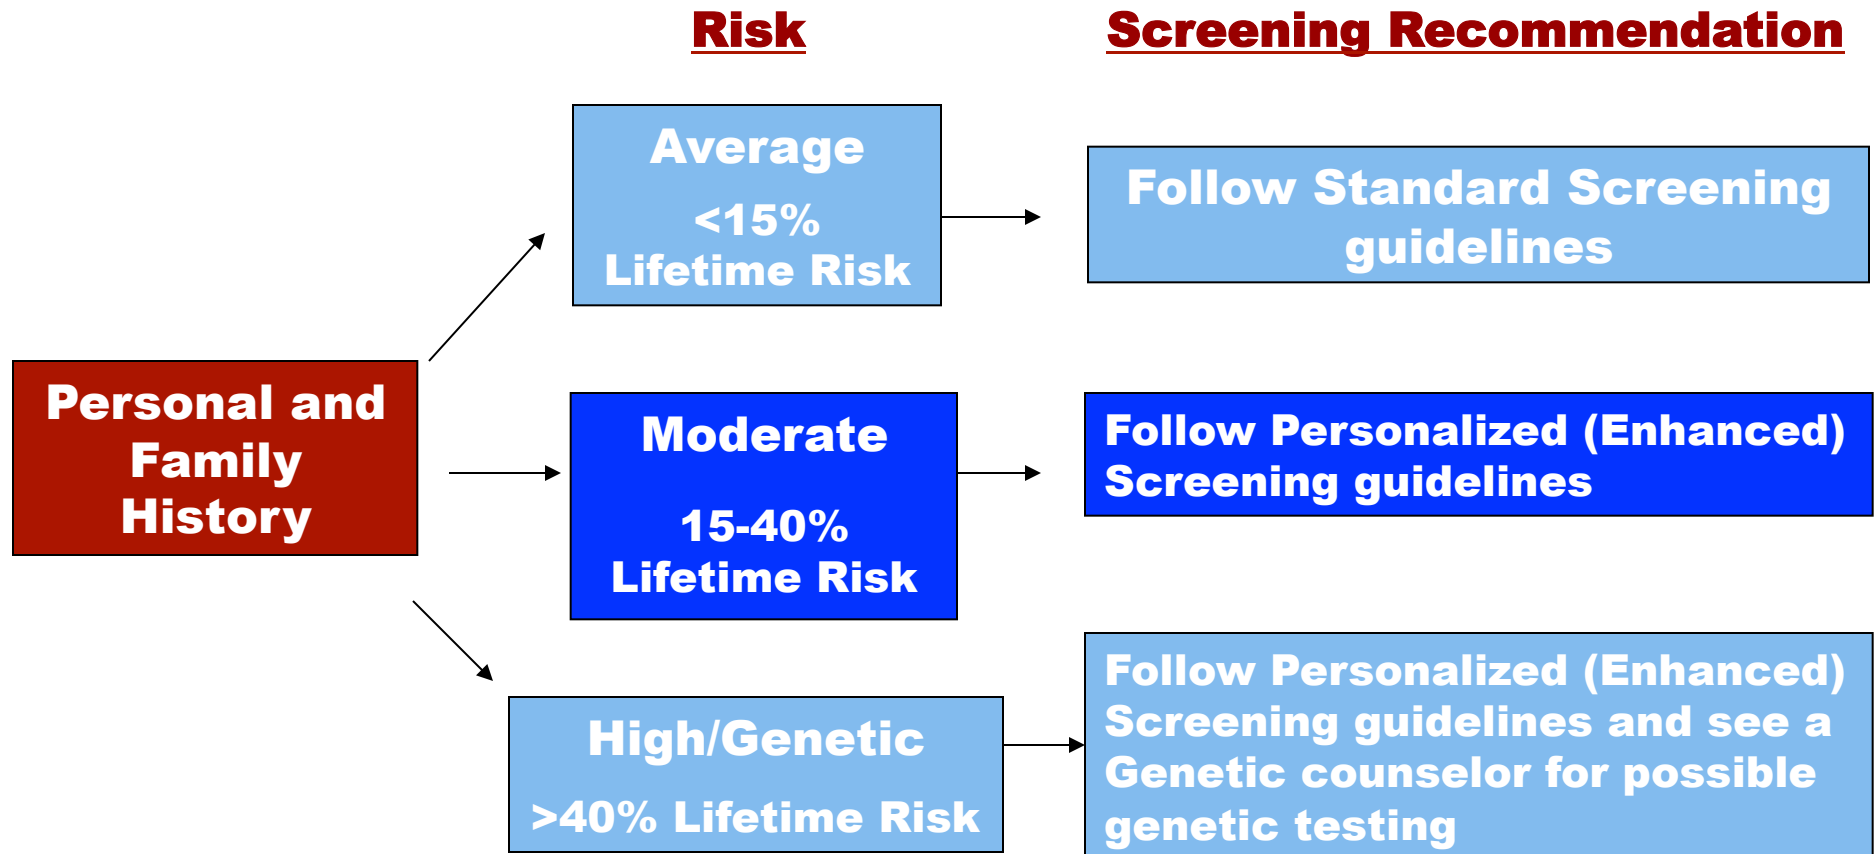 Risk
Screening Recommendation
Average
<15%
Lifetime Risk
Follow Standard Screening
guidelines
Personal and
Family
History
Moderate
15-40%
Lifetime Risk
Follow Personalized (Enhanced)
Screening guidelines
High/Genetic
>40% Lifetime Risk
Follow Personalized (Enhanced)
Screening guidelines and see a
Genetic counselor for possible
genetic testing